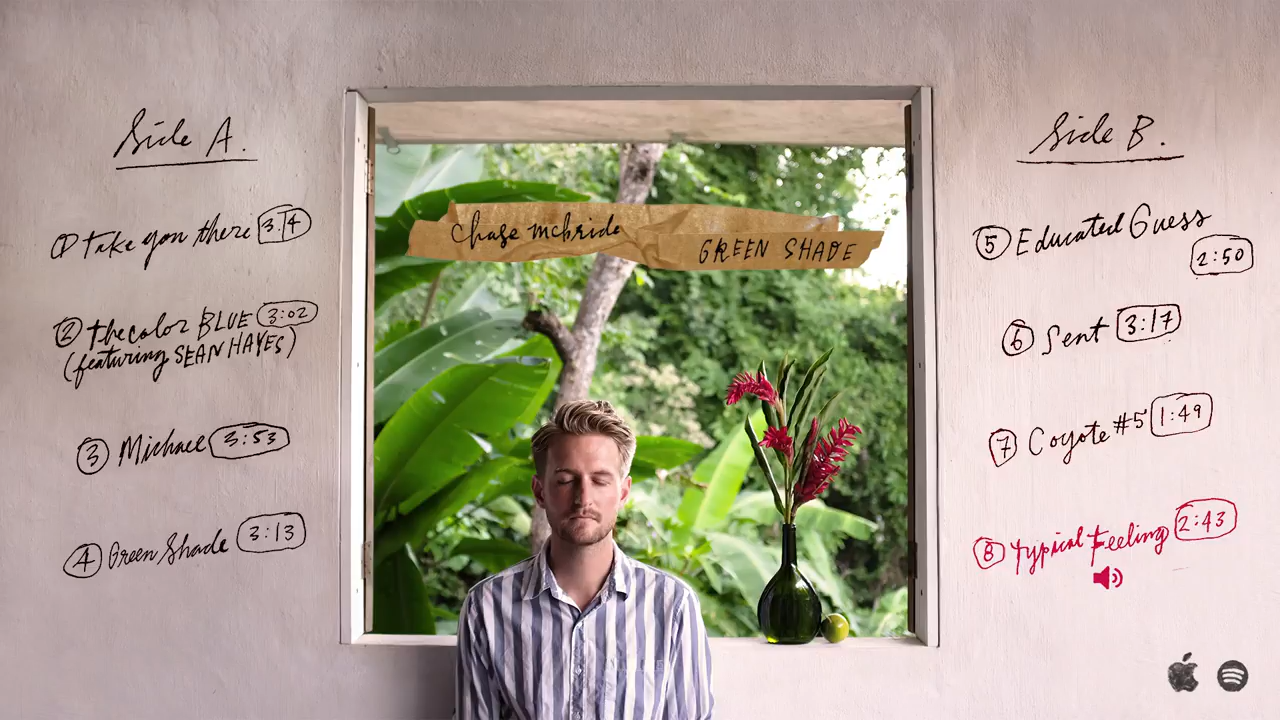 Side A.
① Take you there 3:14
② the color BLUE 3:02
(featuring SEAN HAYES)
③ Michael 3:53
④ Green Shade 3:13
chase mcbride
GREEN SHADE
Side B.
⑤ Educated Guess
2:50
⑥ Sent 3:17
⑦ Coyote #5 1:49
⑧ Typical Feeling 2:43